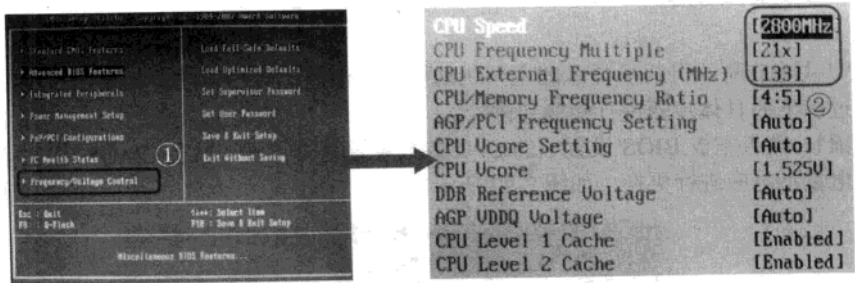 Standard CMOS Features
Advanced BIOS Features
Integrated Peripherals
Power Management Setup
PnP/PCI Configurations
PC Health Status
Frequency/Voltage Control
①
Load Fail-Safe Defaults
Load Optimized Defaults
Set Supervisor Password
Set User Password
Save & Exit Setup
Exit Without Saving
Esc : Quit
F8 : Q-Flash
: Select Item
F10 : Save & Exit Setup
BIOS Features...
CPU Speed [2800MHz]
CPU Frequency Multiple [21x]
CPU External Frequency (MHz) [133]
CPU/Memory Frequency Ratio [4:5]
②
AGP/PCI Frequency Setting [Auto]
CPU Vcore Setting [Auto]
CPU Vcore [1.525V]
DDR Reference Voltage [Auto]
AGP VDDQ Voltage [Auto]
CPU Level 1 Cache [Enabled]
CPU Level 2 Cache [Enabled]